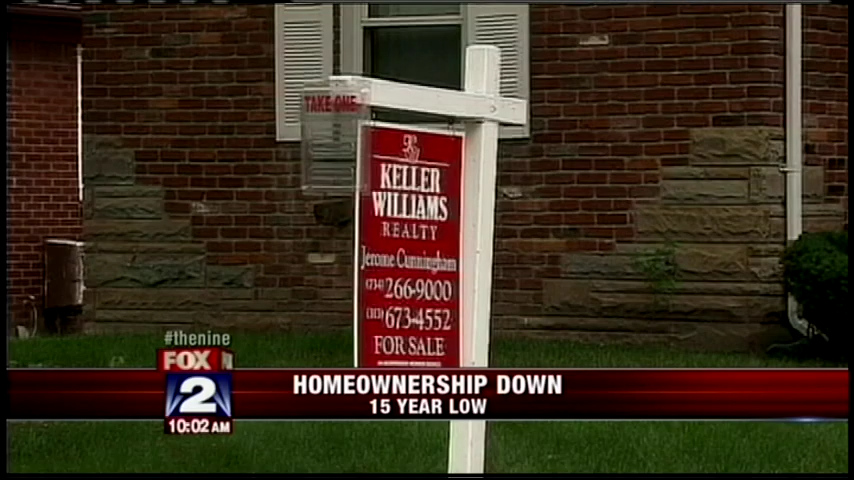 TAKE ONE
KELLER
WILLIAMS
REALTY
Jerome Cunningham
(734) 266-9000
(313) 673-4552
FOR SALE
#thenine
FOX
2
10:02 AM
HOMEOWNERSHIP DOWN
15 YEAR LOW